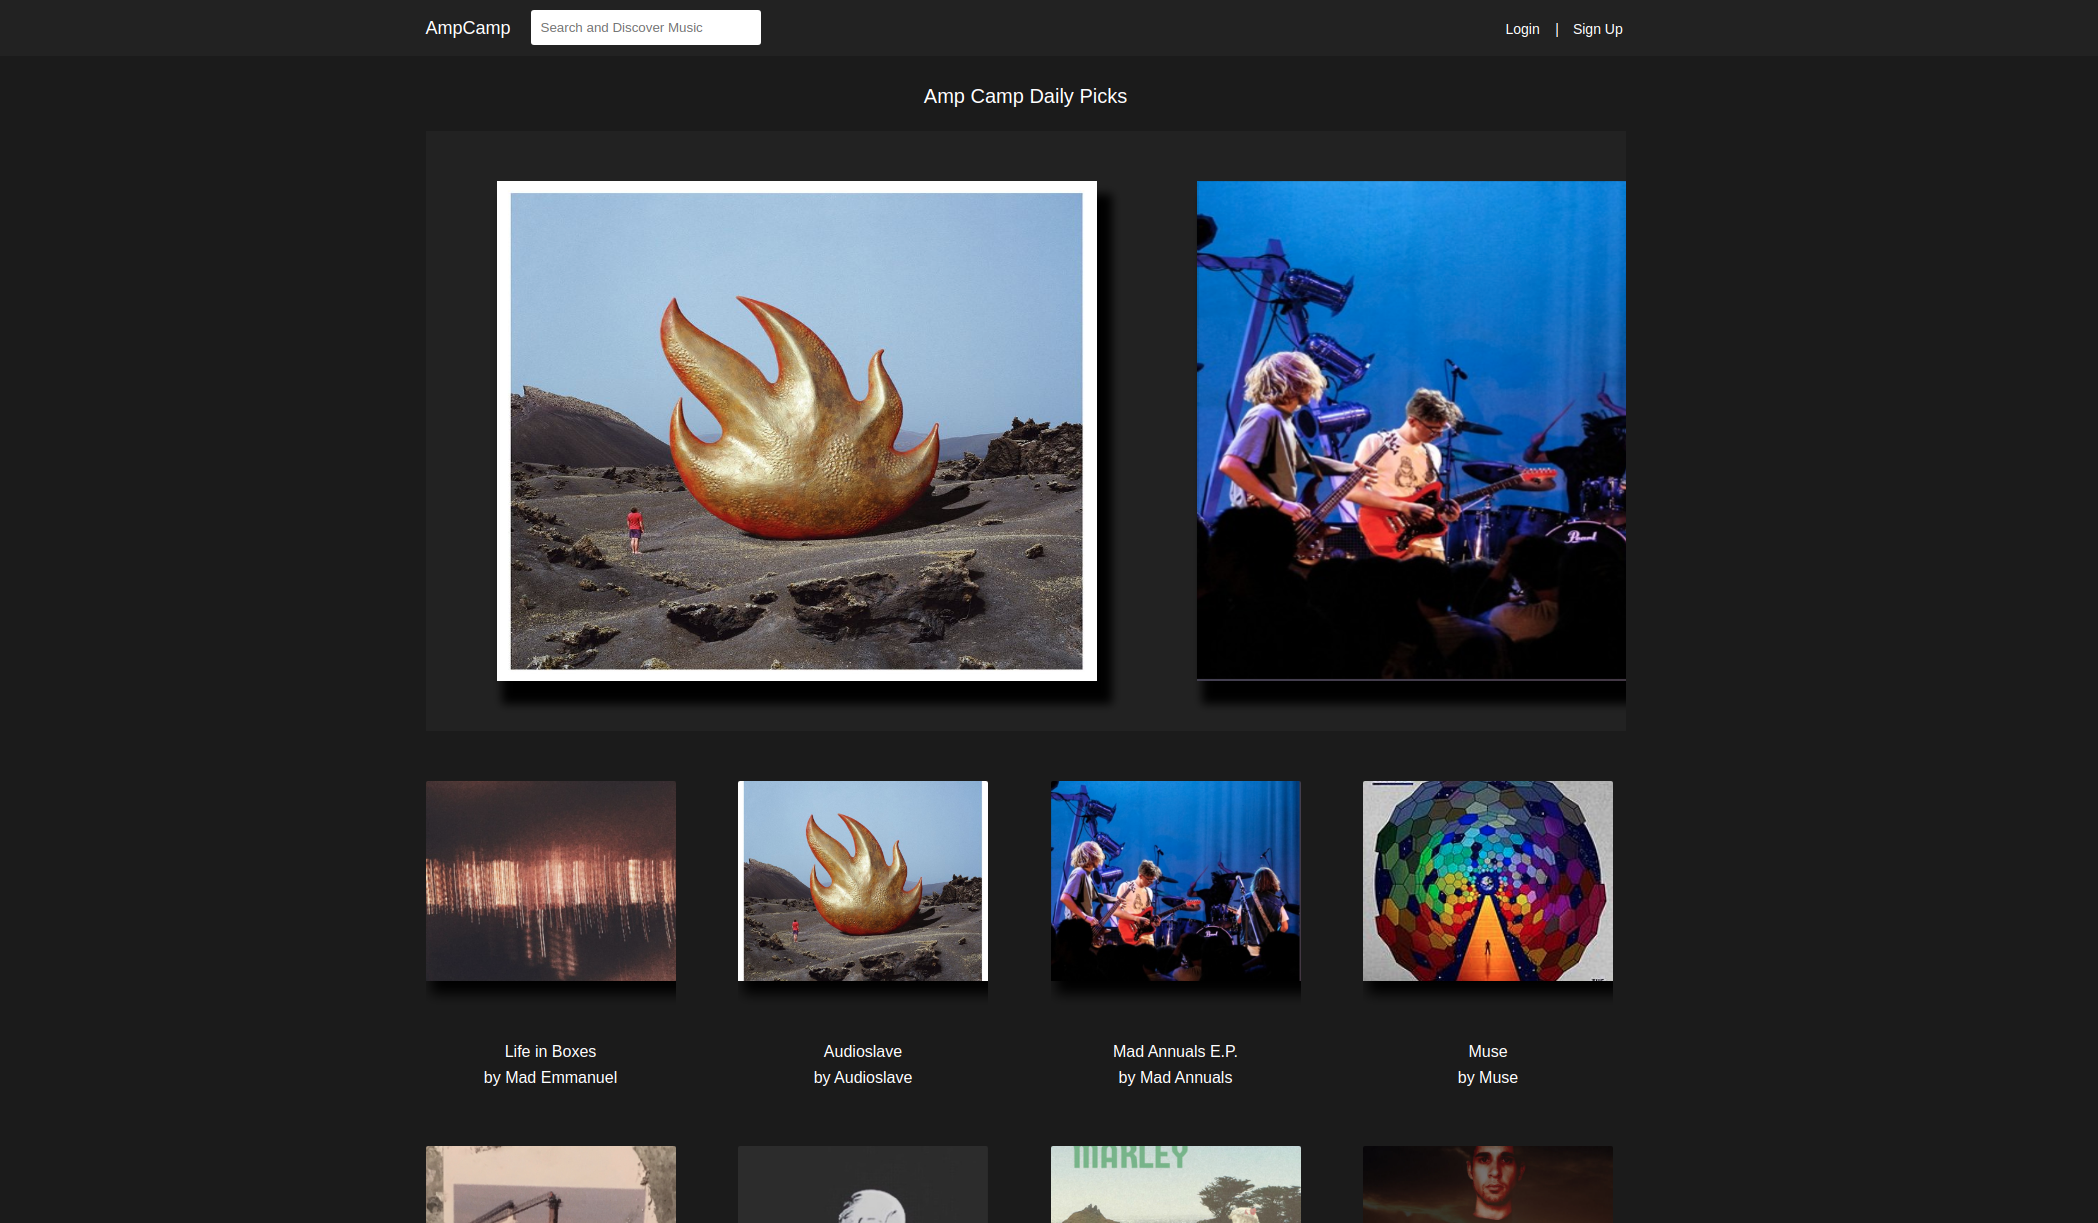 AmpCamp
Search and Discover Music
Login | Sign Up
Amp Camp Daily Picks
Pearl
Life in Boxes
by Mad Emmanuel
Audioslave
by Audioslave
Mad Annuals E.P.
by Mad Annuals
Muse
by Muse
MARLEY